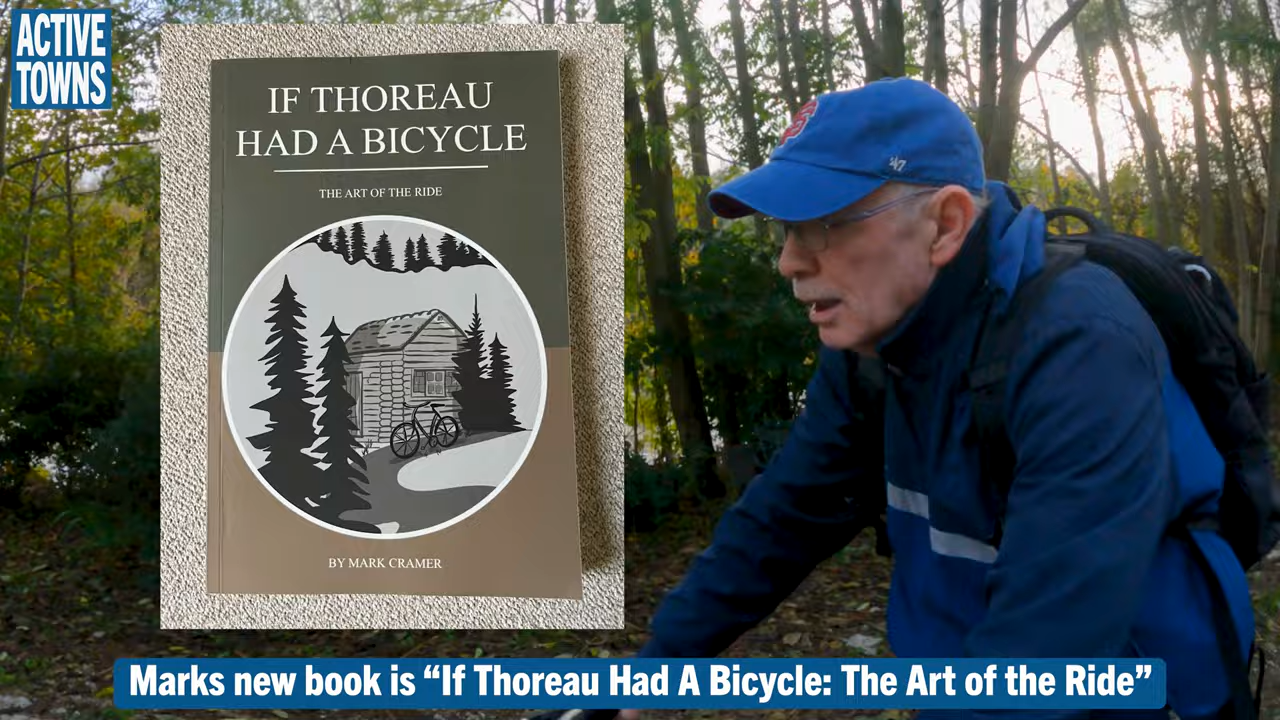 ACTIVE
TOWNS
IF THOREAU
HAD A BICYCLE
THE ART OF THE RIDE
BY MARK CRAMER
'47
Marks new book is “If Thoreau Had A Bicycle: The Art of the Ride”